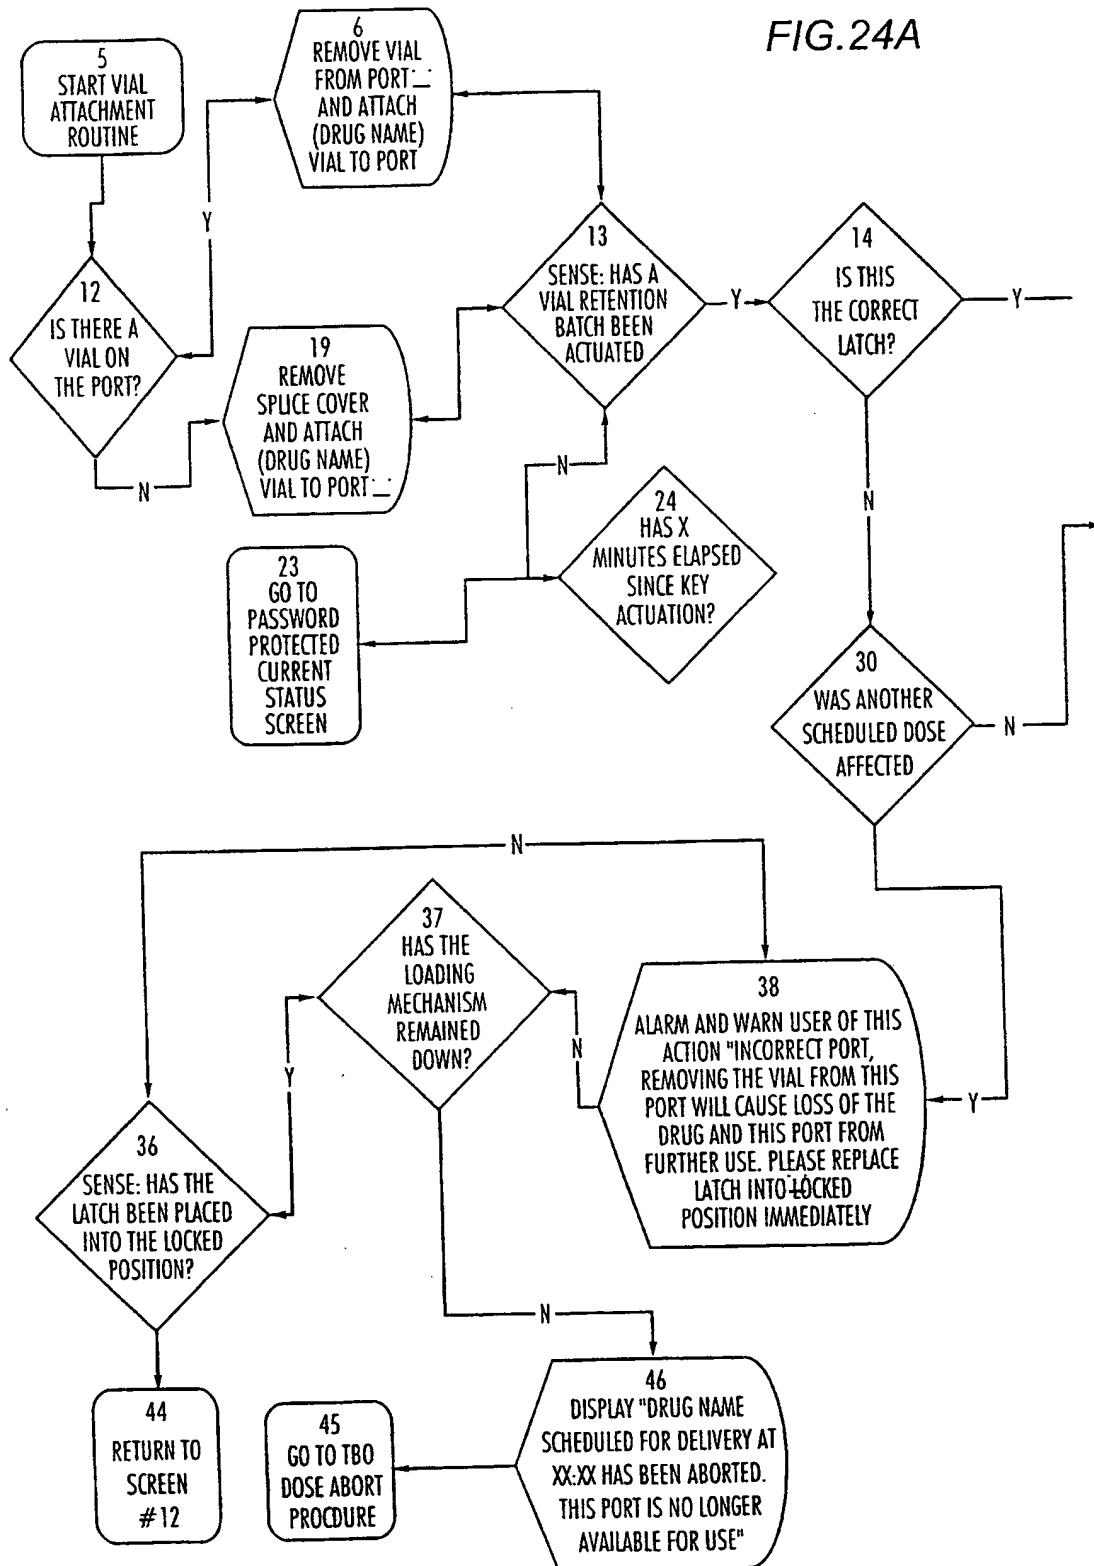 FIG.24A
5
START VIAL
ATTACHMENT
ROUTINE
6
REMOVE VIAL
FROM PORT _
AND ATTACH
(DRUG NAME)
VIAL TO PORT
Y
12
IS THERE A
VIAL ON
THE PORT?
N
19
REMOVE
SPLICE COVER
AND ATTACH
(DRUG NAME)
VIAL TO PORT _
13
SENSE: HAS A
VIAL RETENTION
BATCH BEEN
ACTUATED
Y
14
IS THIS
THE CORRECT
LATCH?
Y
N
N
24
HAS X
MINUTES ELAPSED
SINCE KEY
ACTUATION?
23
GO TO
PASSWORD
PROTECTED
CURRENT
STATUS
SCREEN
30
WAS ANOTHER
SCHEDULED DOSE
AFFECTED
N
Y
N
37
HAS THE
LOADING
MECHANISM
REMAINED
DOWN?
N
Y
38
ALARM AND WARN USER OF THIS
ACTION "INCORRECT PORT,
REMOVING THE VIAL FROM THIS
PORT WILL CAUSE LOSS OF THE
DRUG AND THIS PORT FROM
FURTHER USE. PLEASE REPLACE
LATCH INTO LOCKED
POSITION IMMEDIATELY
36
SENSE: HAS THE
LATCH BEEN PLACED
INTO THE LOCKED
POSITION?
N
44
RETURN TO
SCREEN
#12
45
GO TO TBO
DOSE ABORT
PROCDURE
46
DISPLAY "DRUG NAME
SCHEDULED FOR DELIVERY AT
XX:XX HAS BEEN ABORTED.
THIS PORT IS NO LONGER
AVAILABLE FOR USE"